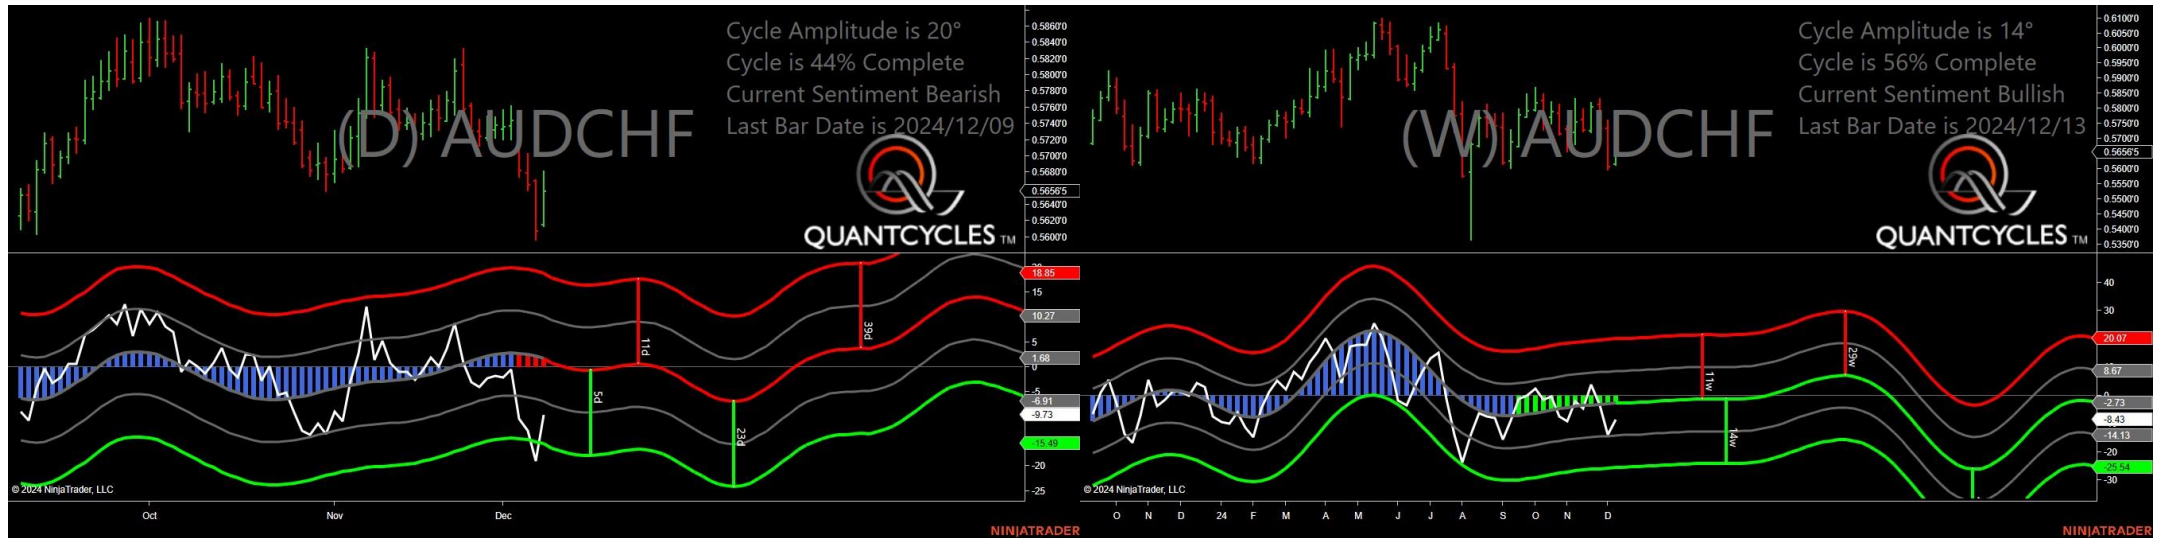 Cycle Amplitude is 20°
Cycle is 44% Complete
Current Sentiment Bearish
Last Bar Date is 2024/12/09
(D) AUDCHF
QUANTCYCLES TM
0.5860'0
0.5840'0
0.5820'0
0.5800'0
0.5780'0
0.5760'0
0.5740'0
0.5720'0
0.5700'0
0.5680'0
0.5656'5
0.5640'0
0.5620'0
0.5600'0
18.85
15
10.27
5
1.68
0
-5
-6.91
-9.73
-15.49
-20
-25
5d
11d
23d
39d
© 2024 NinjaTrader, LLC
Oct
Nov
Dec
NINJATRADER
Cycle Amplitude is 14°
Cycle is 56% Complete
Current Sentiment Bullish
Last Bar Date is 2024/12/13
(W) AUDCHF
QUANTCYCLES TM
0.6100'0
0.6050'0
0.6000'0
0.5950'0
0.5900'0
0.5850'0
0.5800'0
0.5750'0
0.5700'0
0.5656'5
0.5600'0
0.5550'0
0.5500'0
0.5450'0
0.5400'0
0.5350'0
40
30
20.07
8.67
-2.73
-8.43
-14.13
-20
-25.54
-30
11w
14w
29w
© 2024 NinjaTrader, LLC
O
N
D
24
F
M
A
M
J
J
A
S
O
N
D
NINJATRADER